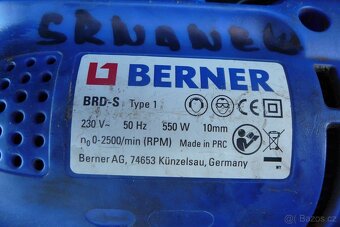 SRNANEK
BERNER
BRD-S Type 1
230 V~ 50 Hz 550 W 10mm
n₀ 0-2500/min (RPM) Made in PRC
Berner AG, 74653 Künzelsau, Germany
bazos.cz